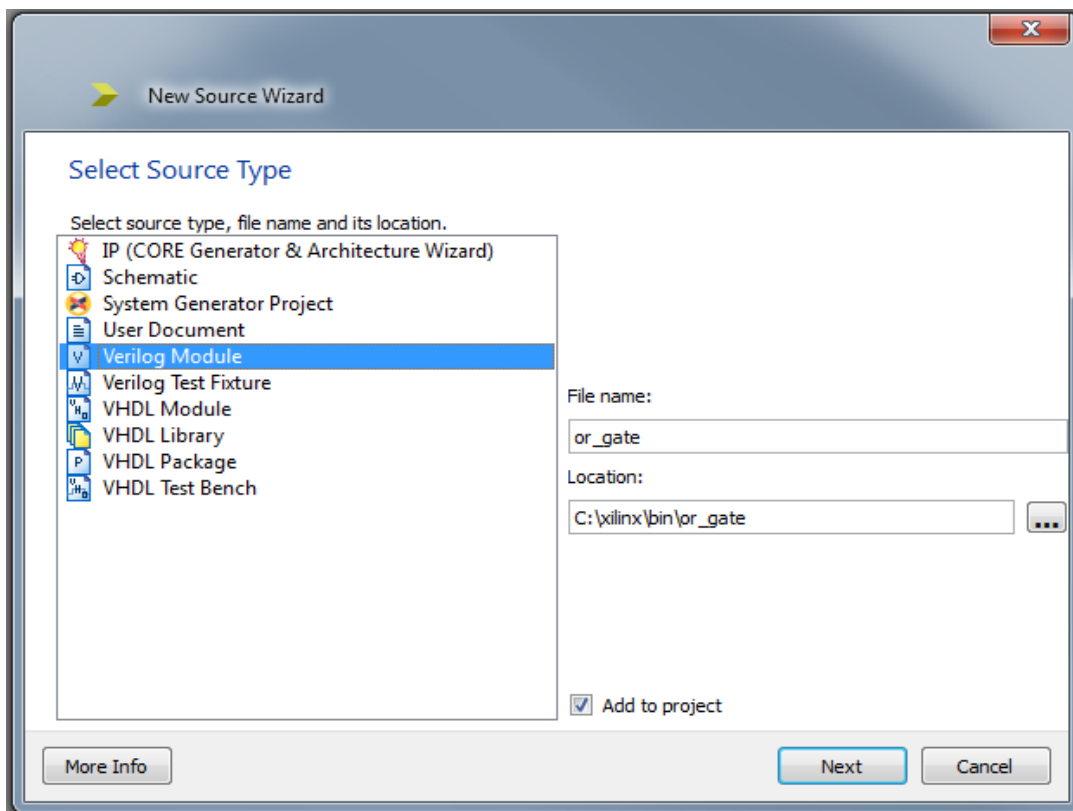 New Source Wizard
Select Source Type
Select source type, file name and its location.
IP (CORE Generator & Architecture Wizard)
Schematic
System Generator Project
User Document
Verilog Module
Verilog Test Fixture
VHDL Module
VHDL Library
VHDL Package
VHDL Test Bench
File name:
or_gate
Location:
C:\xilinx\bin\or_gate
...
Add to project
More Info
Next
Cancel